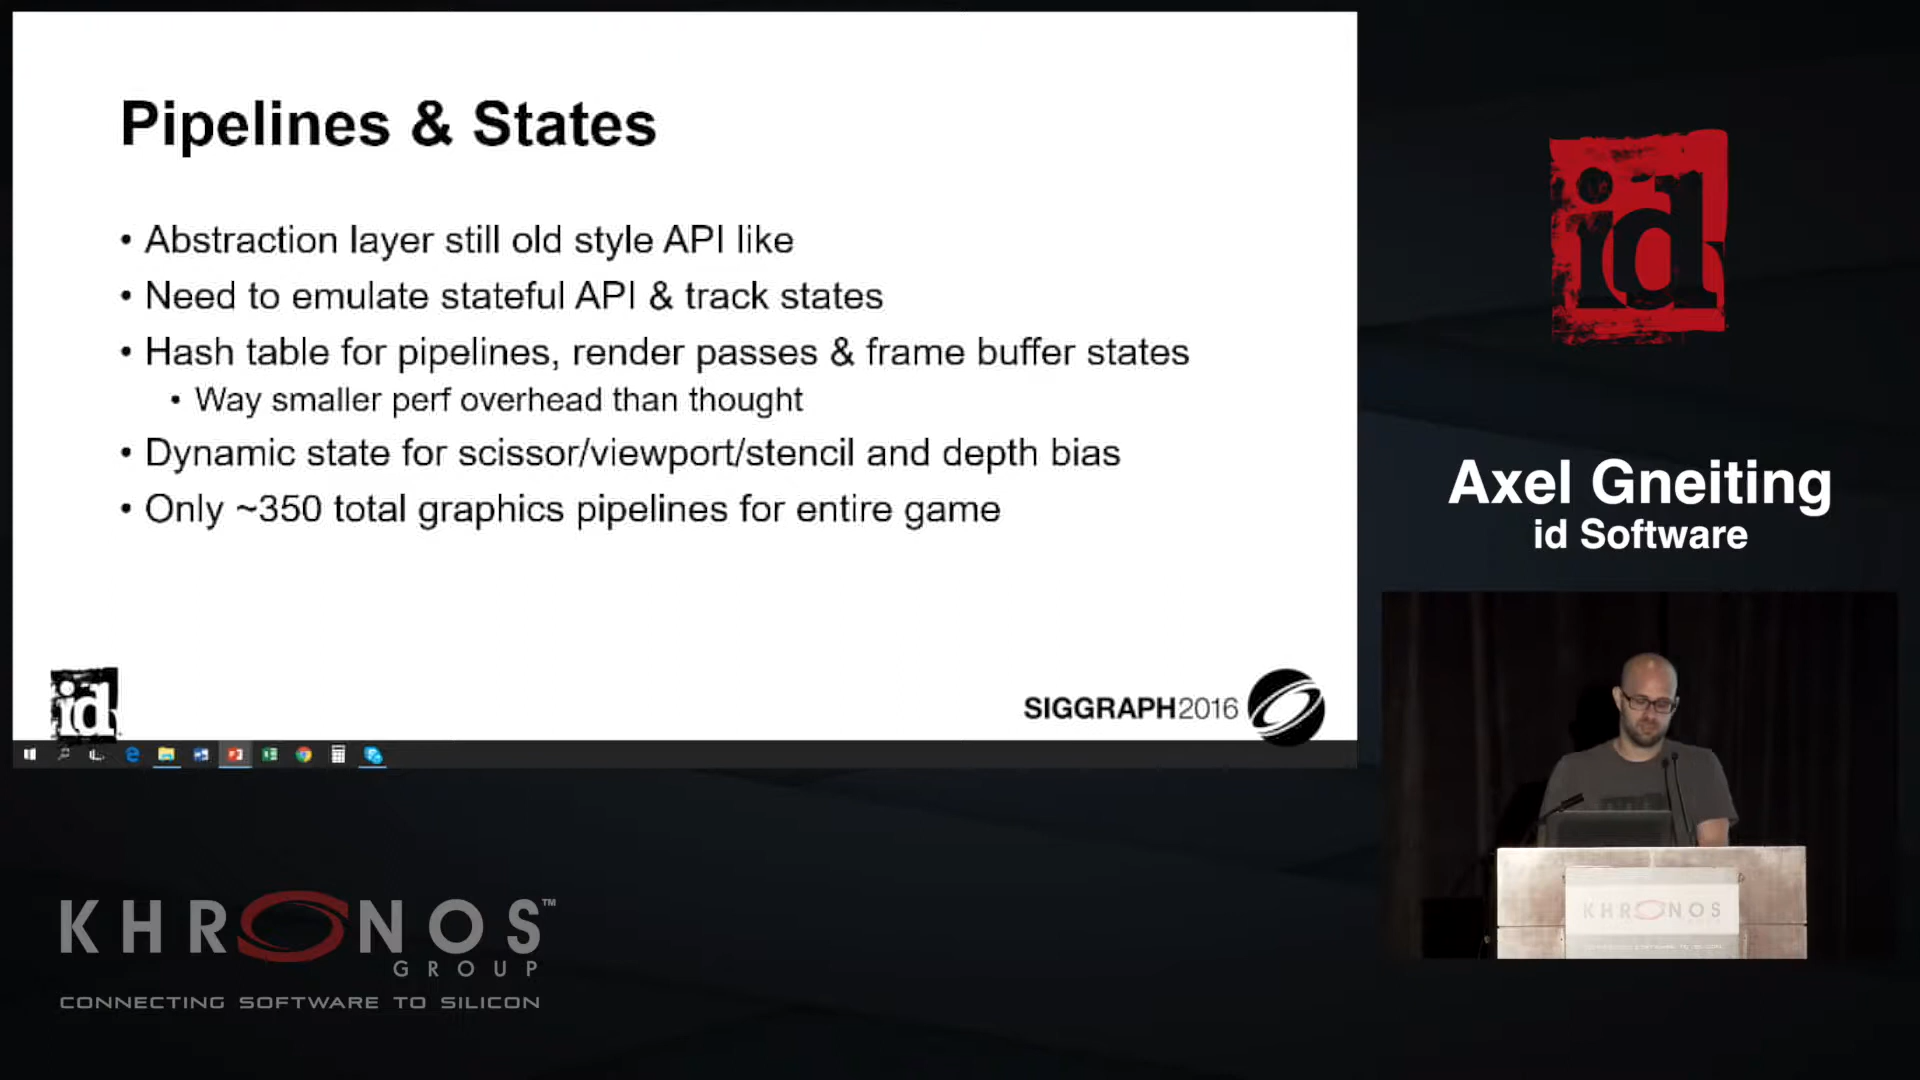 Pipelines & States
• Abstraction layer still old style API like
• Need to emulate stateful API & track states
• Hash table for pipelines, render passes & frame buffer states
• Way smaller perf overhead than thought
• Dynamic state for scissor/viewport/stencil and depth bias
• Only ~350 total graphics pipelines for entire game
id
SIGGRAPH2016
id
Axel Gneiting
id Software
KHRONOS™
GROUP
CONNECTING SOFTWARE TO SILICON
KHRONOS